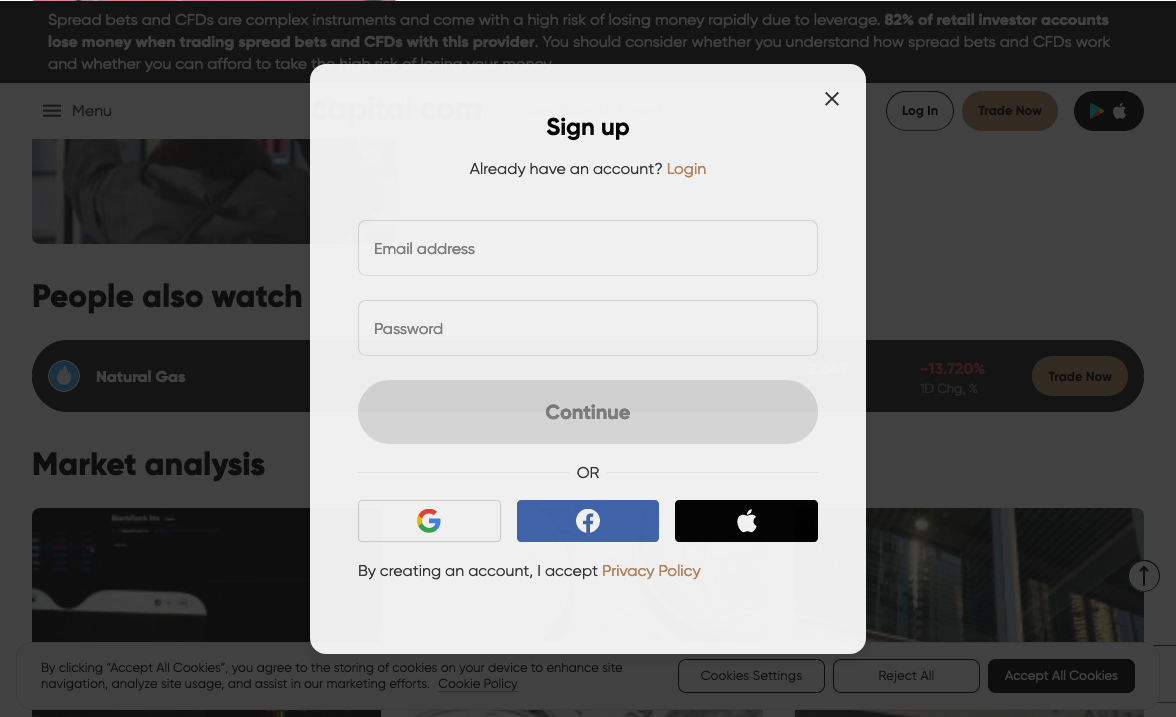 Spread bets and CFDs are complex instruments and come with a high risk of losing money rapidly due to leverage. 82% of retail investor accounts
lose money when trading spread bets and CFDs with this provider. You should consider whether you understand how spread bets and CFDs work
and whether you can afford to take the high risk of losing your money.
Menu
capital com
Log In
Trade Now
Sign up
Already have an account? Login
Email address
People also watch
Password
Natural Gas
-13.720%
1D Chg, %
Trade Now
Continue
Market analysis
OR
By creating an account, I accept Privacy Policy
By clicking “Accept All Cookies”, you agree to the storing of cookies on your device to enhance site
navigation, analyze site usage, and assist in our marketing efforts. Cookie Policy
Cookies Settings
Reject All
Accept All Cookies